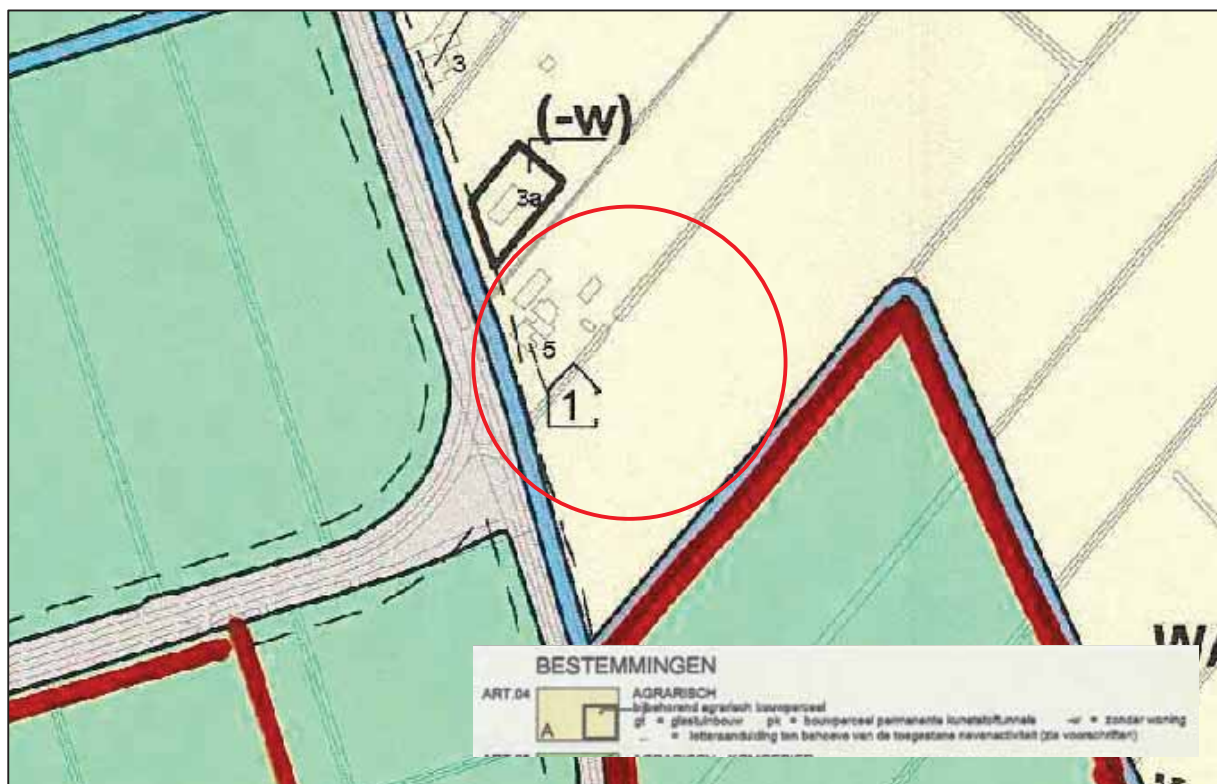 3
(-w)
3a
5
1
BESTEMMINGEN
ART.04
AGRARISCH
bijbehorend agrarisch bouwperceel
A
gt = glastuinbouw pk = bouwperceel permanente kunststoftunnels -w = zonder woning
... = letteraanduiding ten behoeve van de toegestane nevenactiviteit (zie voorschriften)